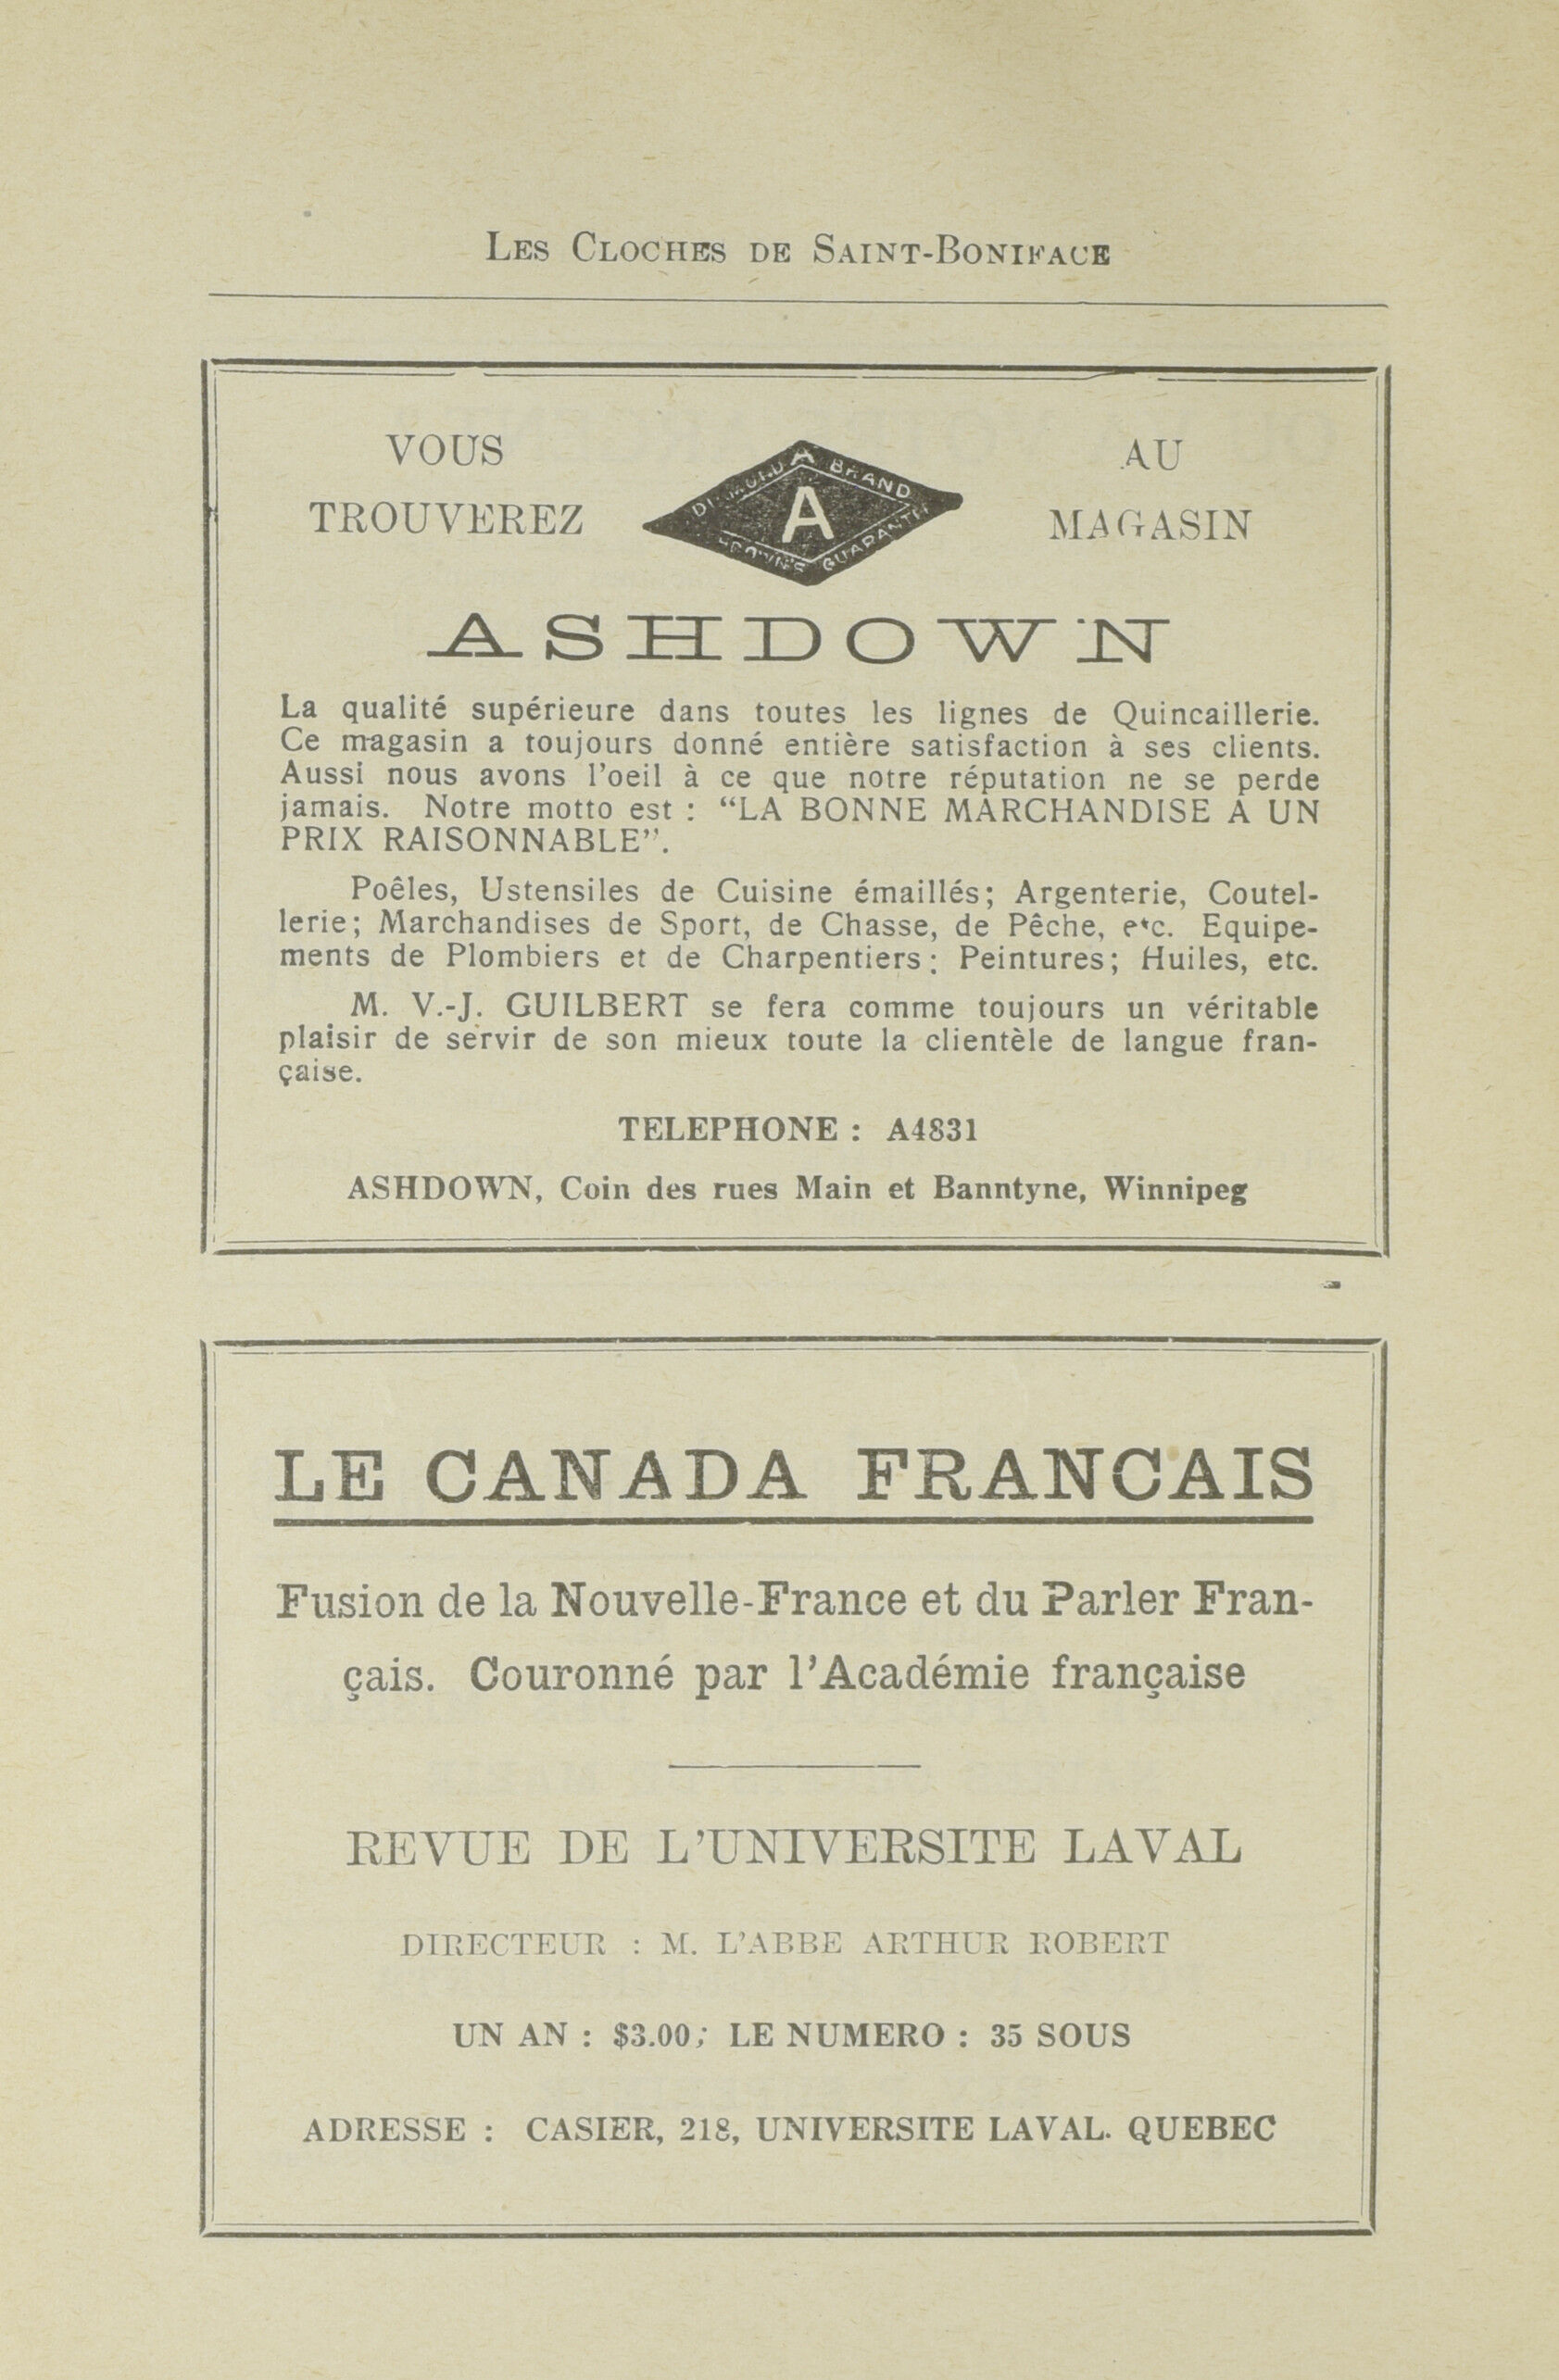 LES CLOCHES DE SAINT-BONIFACE
VOUS
TROUVEREZ
A BRAND
A
GUARANTE
AU
MAGASIN
ASHDOWN
La qualité supérieure dans toutes les lignes de Quincaillerie.
Ce magasin a toujours donné entière satisfaction à ses clients.
Aussi nous avons l'oeil à ce que notre réputation ne se perde
jamais. Notre motto est : “LA BONNE MARCHANDISE A UN
PRIX RAISONNABLE”.
Poêles, Ustensiles de Cuisine émaillés; Argenterie, Coutel-
lerie; Marchandises de Sport, de Chasse, de Pêche, etc. Equipe-
ments de Plombiers et de Charpentiers; Peintures; Huiles, etc.
M. V.-J. GUILBERT se fera comme toujours un véritable
plaisir de servir de son mieux toute la clientèle de langue fran-
çaise.
TELEPHONE : A4831
ASHDOWN, Coin des rues Main et Banntyne, Winnipeg
LE CANADA FRANCAIS
Fusion de la Nouvelle-France et du Parler Fran-
çais. Couronné par l'Académie française
REVUE DE L'UNIVERSITE LAVAL
DIRECTEUR : M. L'ABBE ARTHUR ROBERT
UN AN : $3.00; LE NUMERO : 35 SOUS
ADRESSE : CASIER, 218, UNIVERSITE LAVAL. QUEBEC